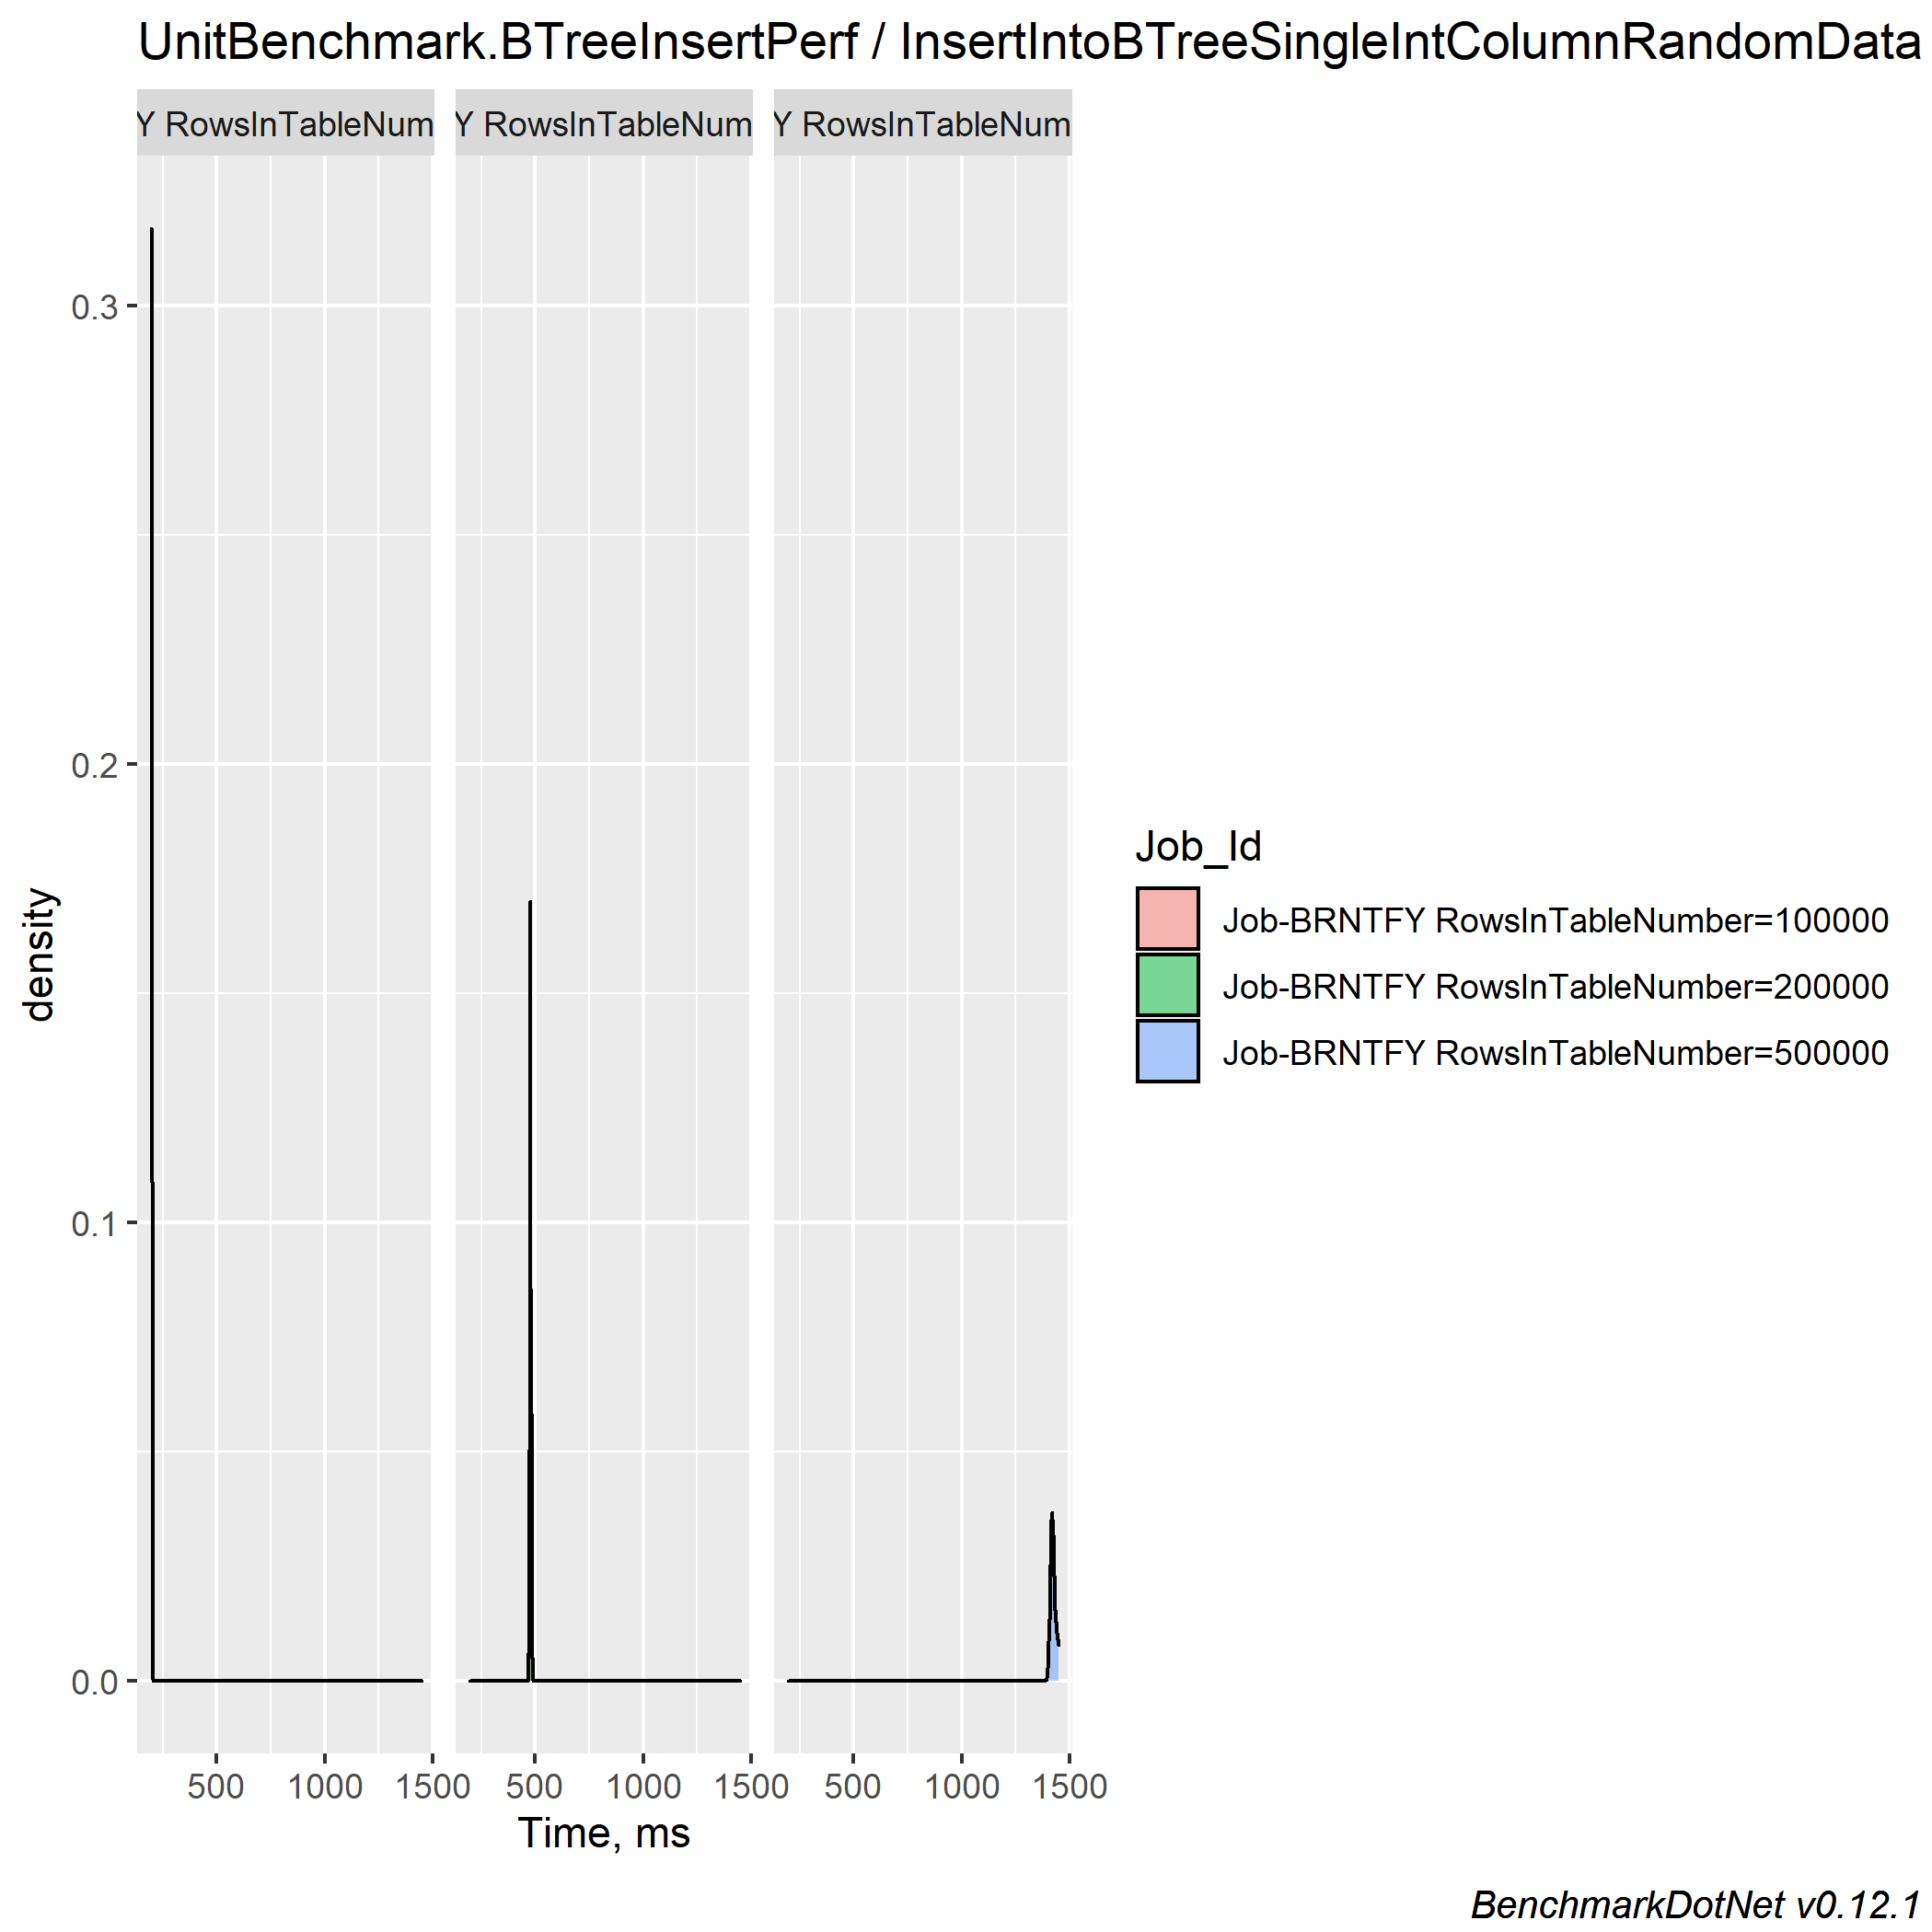 UnitBenchmark.BTreeInsertPerf / InsertIntoBTreeSingleIntColumnRandomData
Y RowsInTableNum Y RowsInTableNum Y RowsInTableNum
0.3
0.2
0.1
0.0
density
500 1000 1500 500 1000 1500 500 1000 1500
Time, ms
Job_Id
Job-BRNTFY RowsInTableNumber=100000
Job-BRNTFY RowsInTableNumber=200000
Job-BRNTFY RowsInTableNumber=500000
BenchmarkDotNet v0.12.1